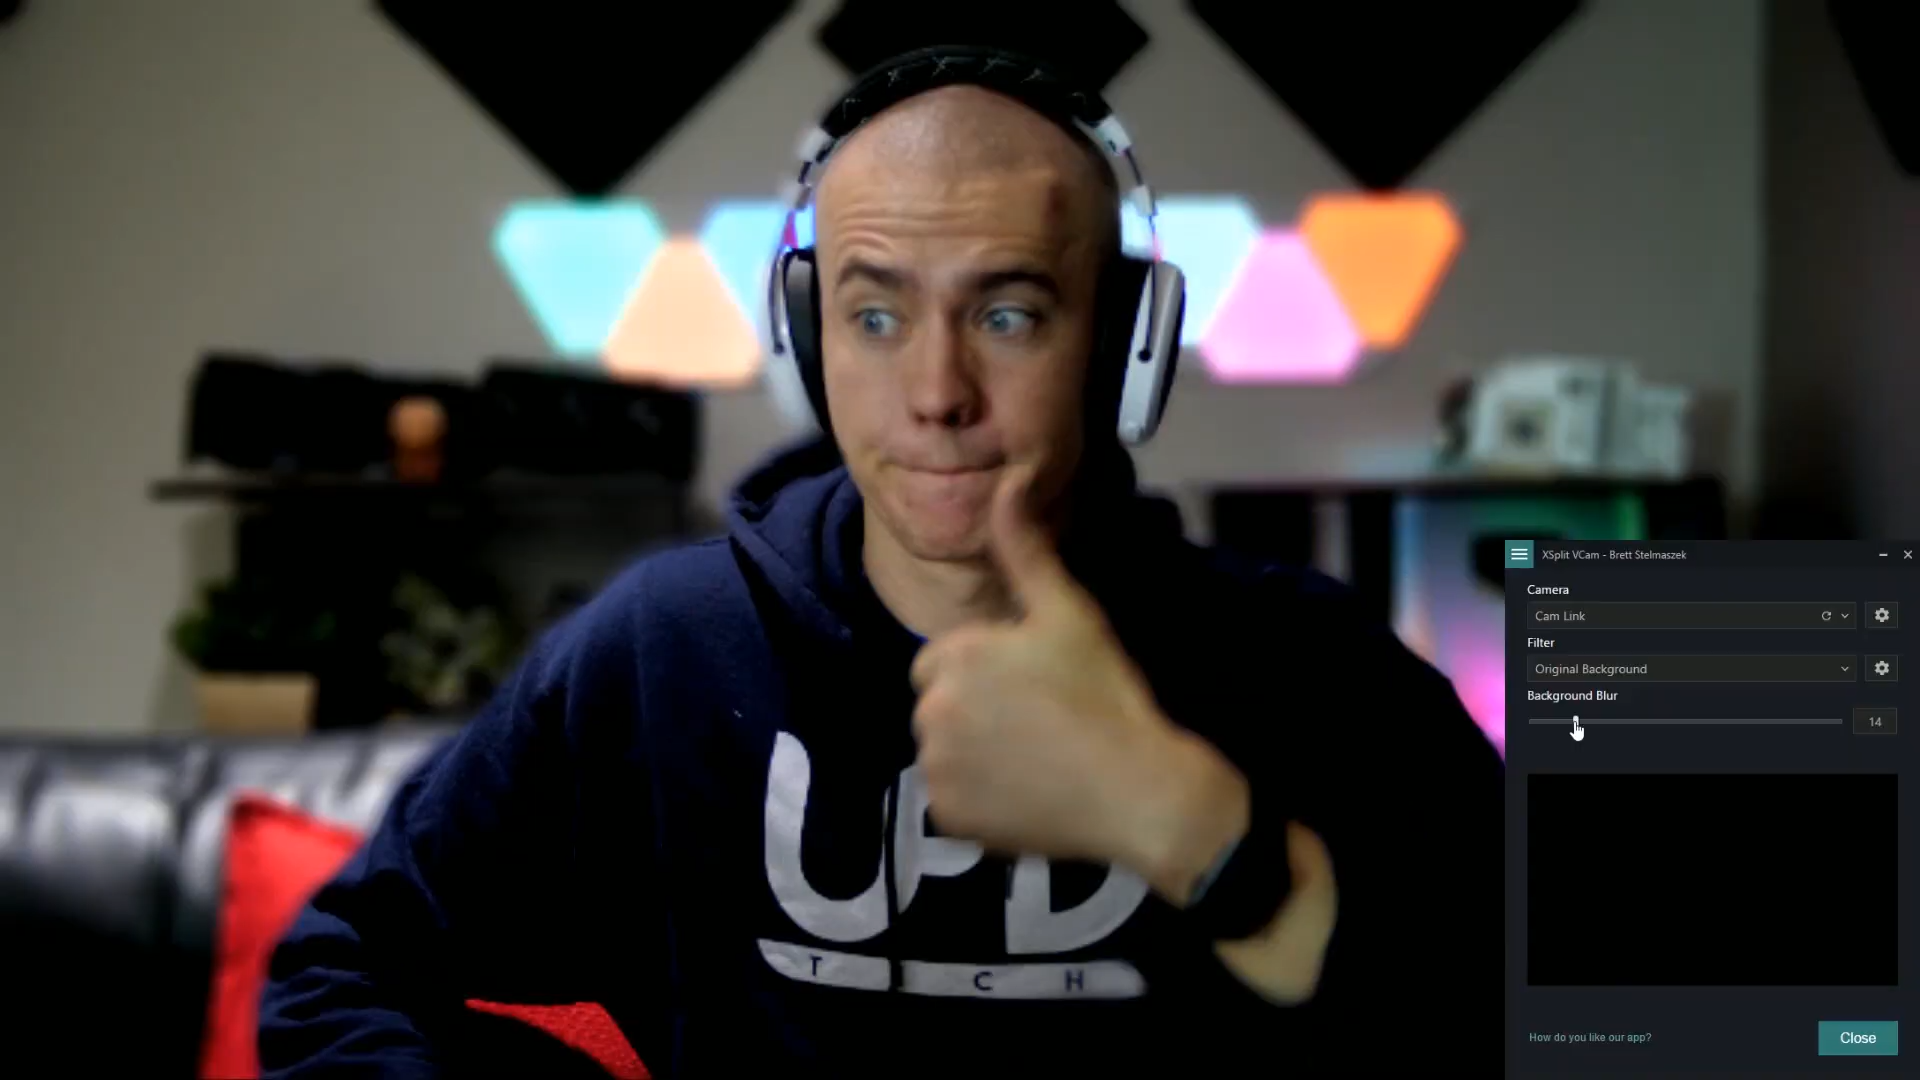 UPD
T CH
XSplit VCam - Brett Stelmaszek
Camera
Cam Link
Filter
Original Background
Background Blur
14
How do you like our app?
Close